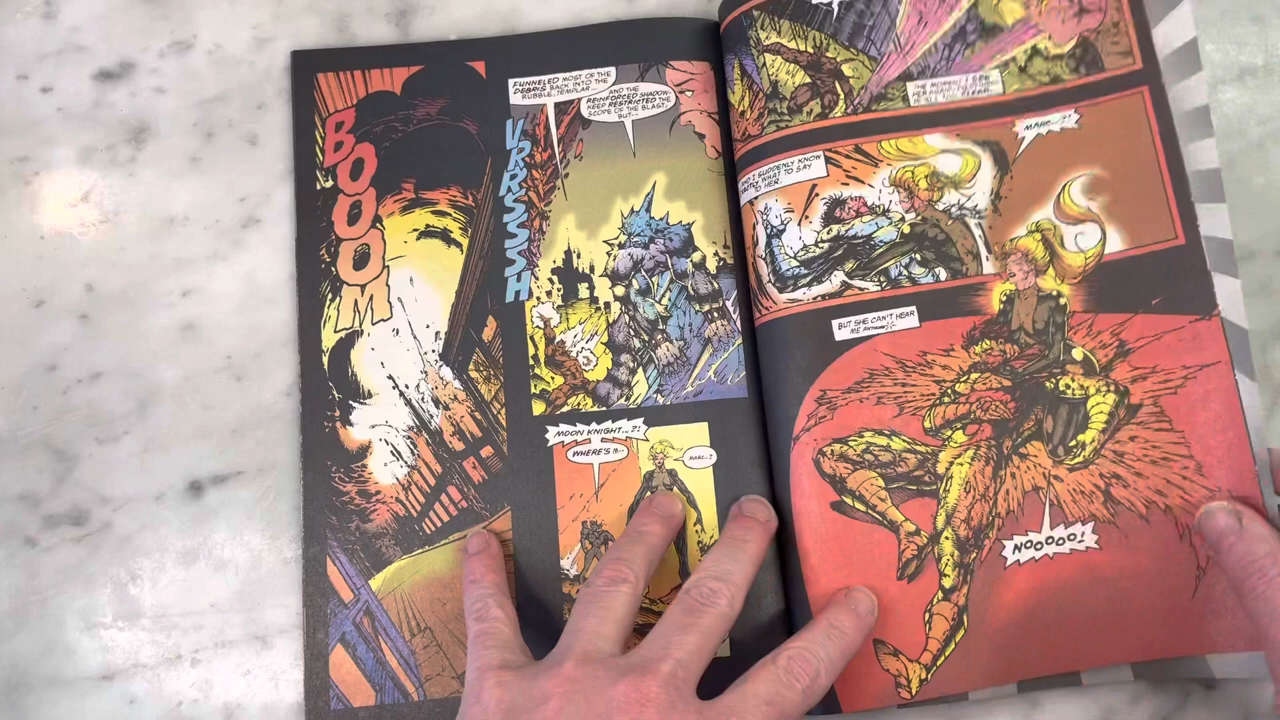 BOOOM
FUNNELED MOST OF THE
DEBRIS BACK INTO THE
RUBBLE, TEMPLAR...
AND THE
REINFORCED SHADOW-
KEEP RESTRICTED THE
SCOPE OF THE BLAST,
BUT...
VRRSSSH
MOON KNIGHT...?!
WHERE'S M--
MARC..?
THE MOMENT I SEE
MARC...?!
AND I SUDDENLY KNOW
EXACTLY WHAT TO SAY
TO HER.
BUT SHE CAN'T HEAR
ME ANYMORE
NOOOOO!